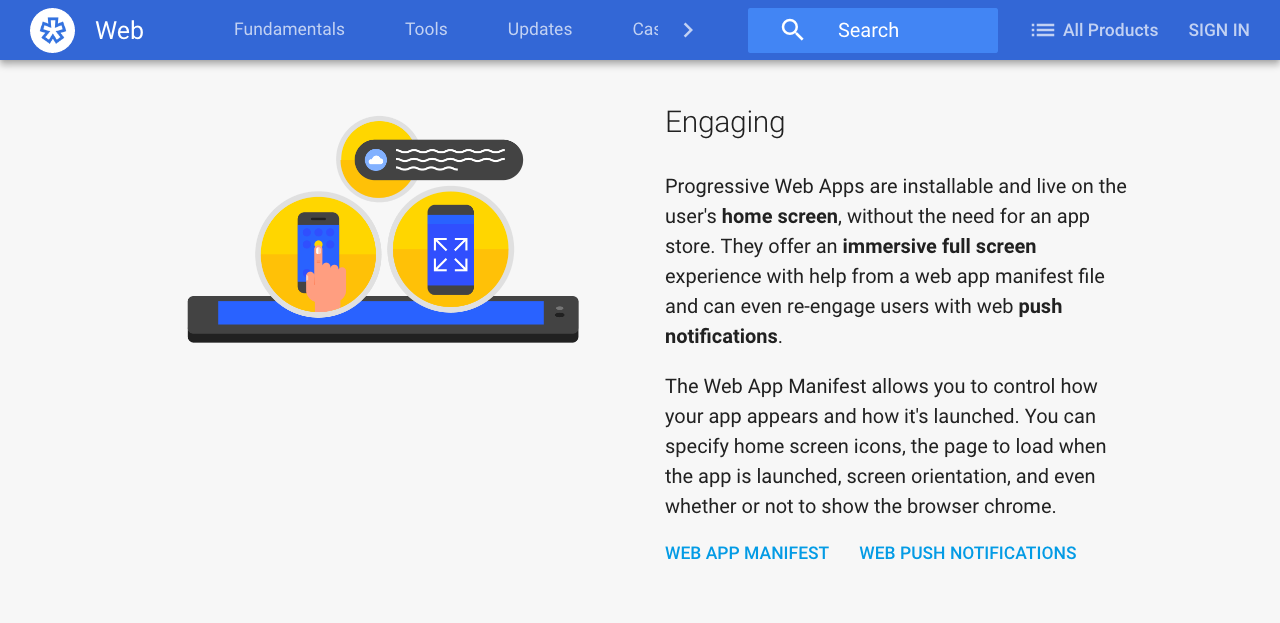 Web
Fundamentals
Tools
Updates
Search
All Products
SIGN IN
Engaging
Progressive Web Apps are installable and live on the
user's home screen, without the need for an app
store. They offer an immersive full screen
experience with help from a web app manifest file
and can even re-engage users with web push
notifications.
The Web App Manifest allows you to control how
your app appears and how it's launched. You can
specify home screen icons, the page to load when
the app is launched, screen orientation, and even
whether or not to show the browser chrome.
WEB APP MANIFEST
WEB PUSH NOTIFICATIONS